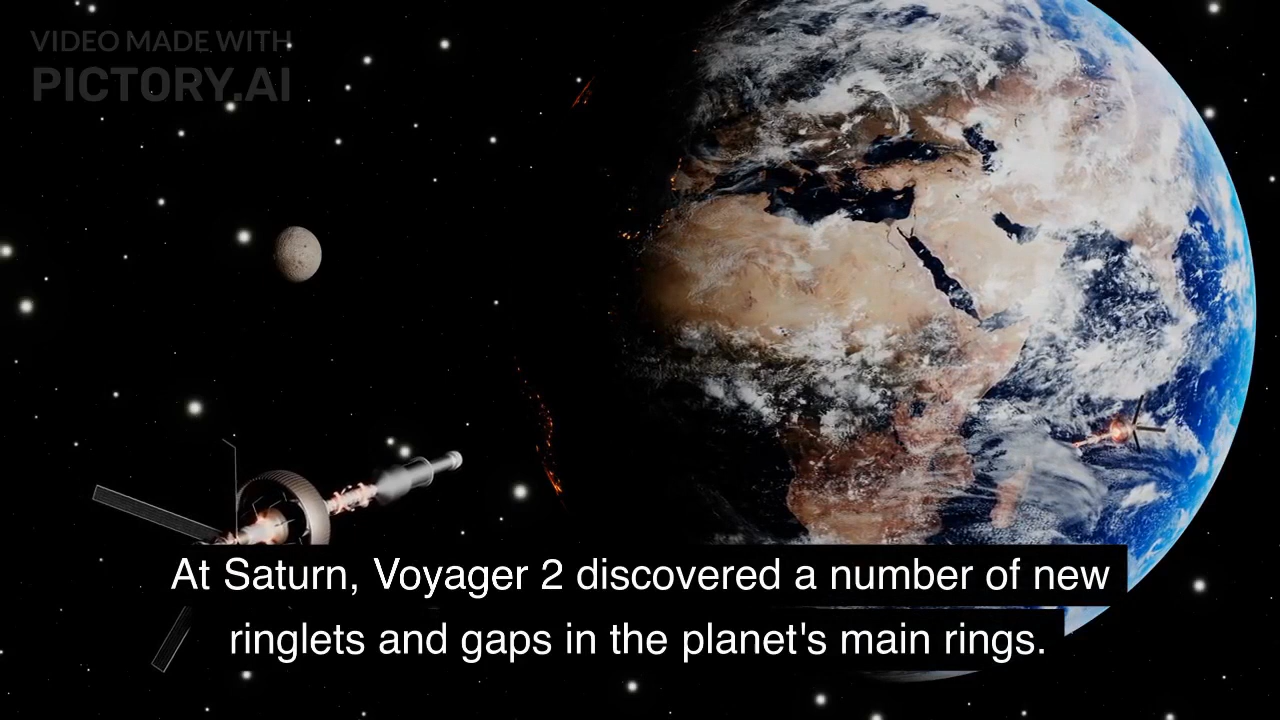 VIDEO MADE WITH
PICTORY.AI
At Saturn, Voyager 2 discovered a number of new
ringlets and gaps in the planet's main rings.